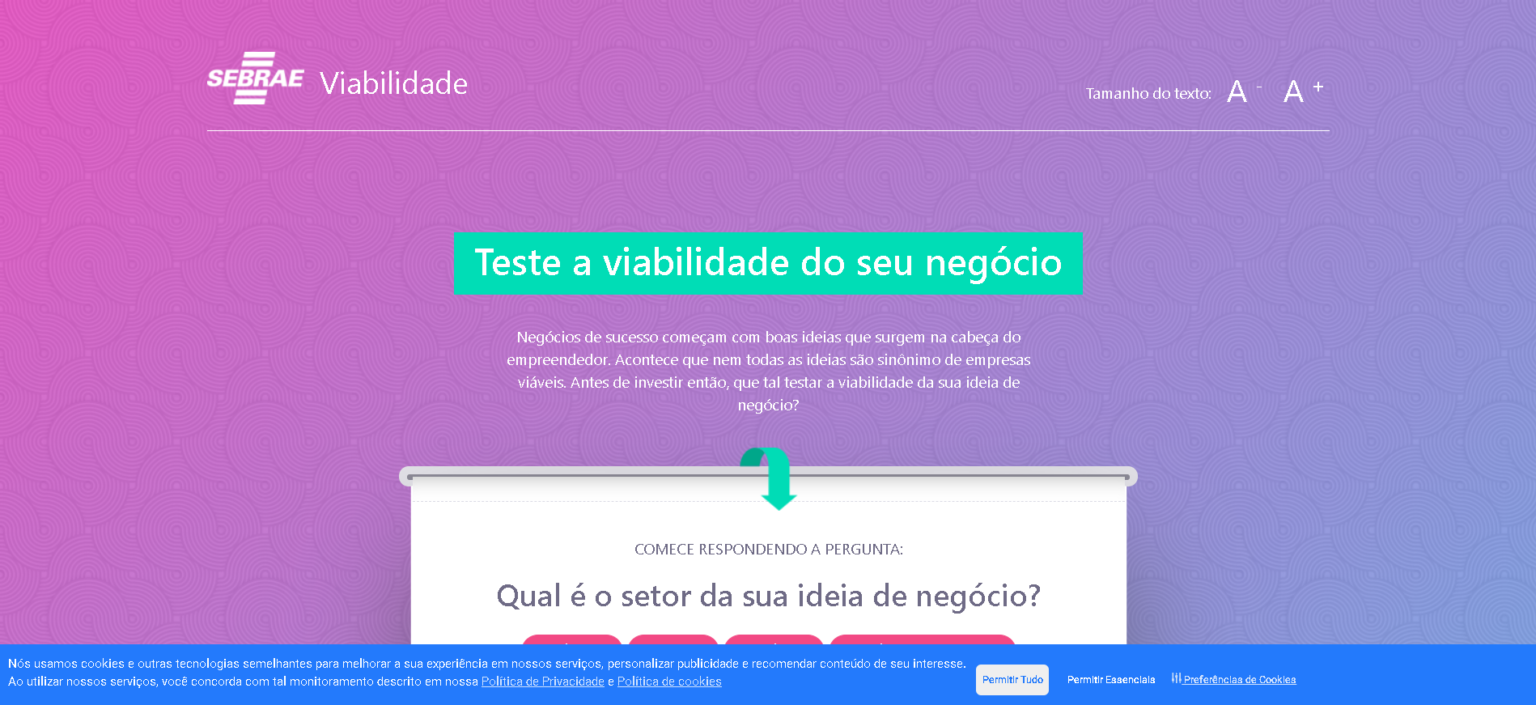 SEBRAE Viabilidade
Tamanho do texto: A - A +
Teste a viabilidade do seu negócio
Negócios de sucesso começam com boas ideias que surgem na cabeça do
empreendedor. Acontece que nem todas as ideias são sinônimo de empresas
viáveis. Antes de investir então, que tal testar a viabilidade da sua ideia de
negócio?
COMECE RESPONDENDO A PERGUNTA:
Qual é o setor da sua ideia de negócio?
Nós usamos cookies e outras tecnologias semelhantes para melhorar a sua experiência em nossos serviços, personalizar publicidade e recomendar conteúdo de seu interesse.
Ao utilizar nossos serviços, você concorda com tal monitoramento descrito em nossa Política de Privacidade e Política de cookies
Permitir Tudo
Permitir Essenciais
Preferências de Cookies